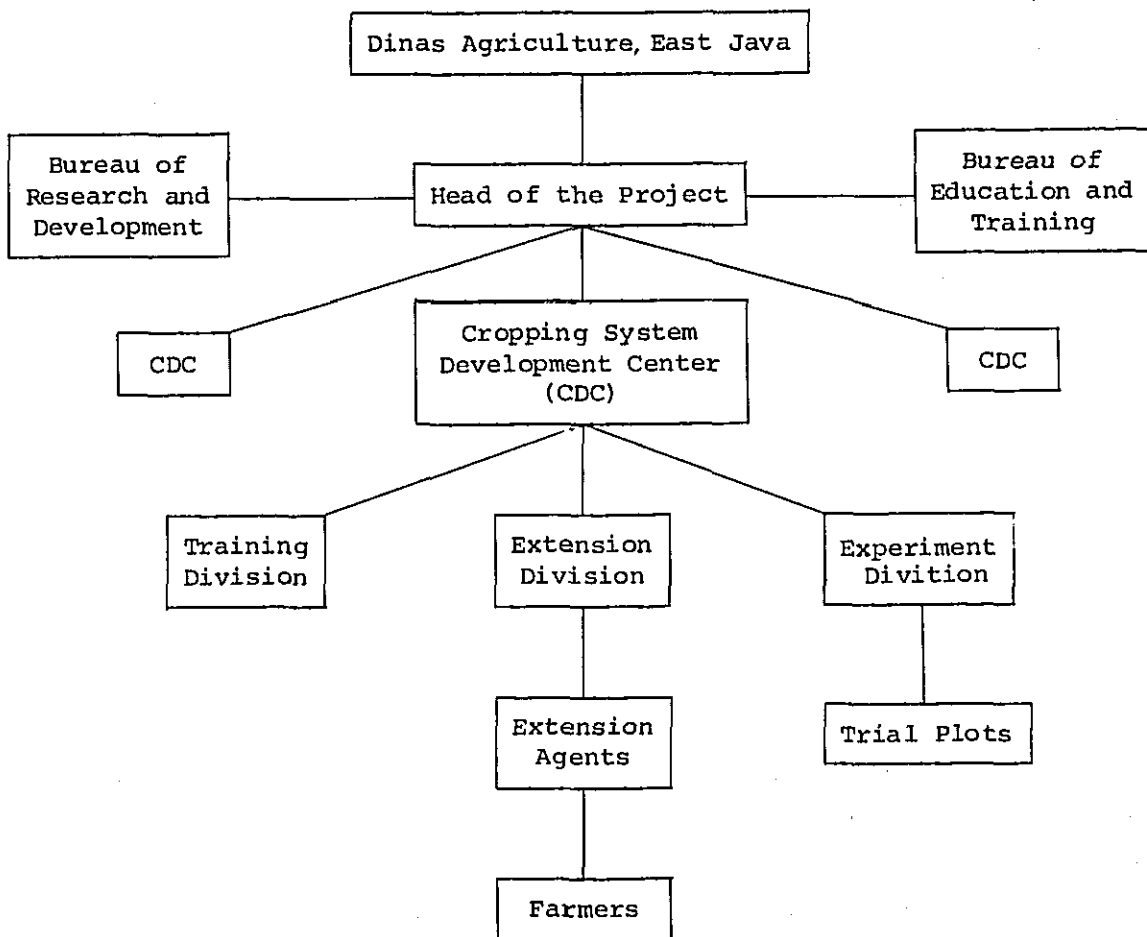 Dinas Agriculture, East Java
Bureau of
Research and
Development
Head of the Project
Bureau of
Education and
Training
CDC
Cropping System
Development Center
(CDC)
CDC
Training
Division
Extension
Division
Experiment
Divition
Extension
Agents
Trial Plots
Farmers